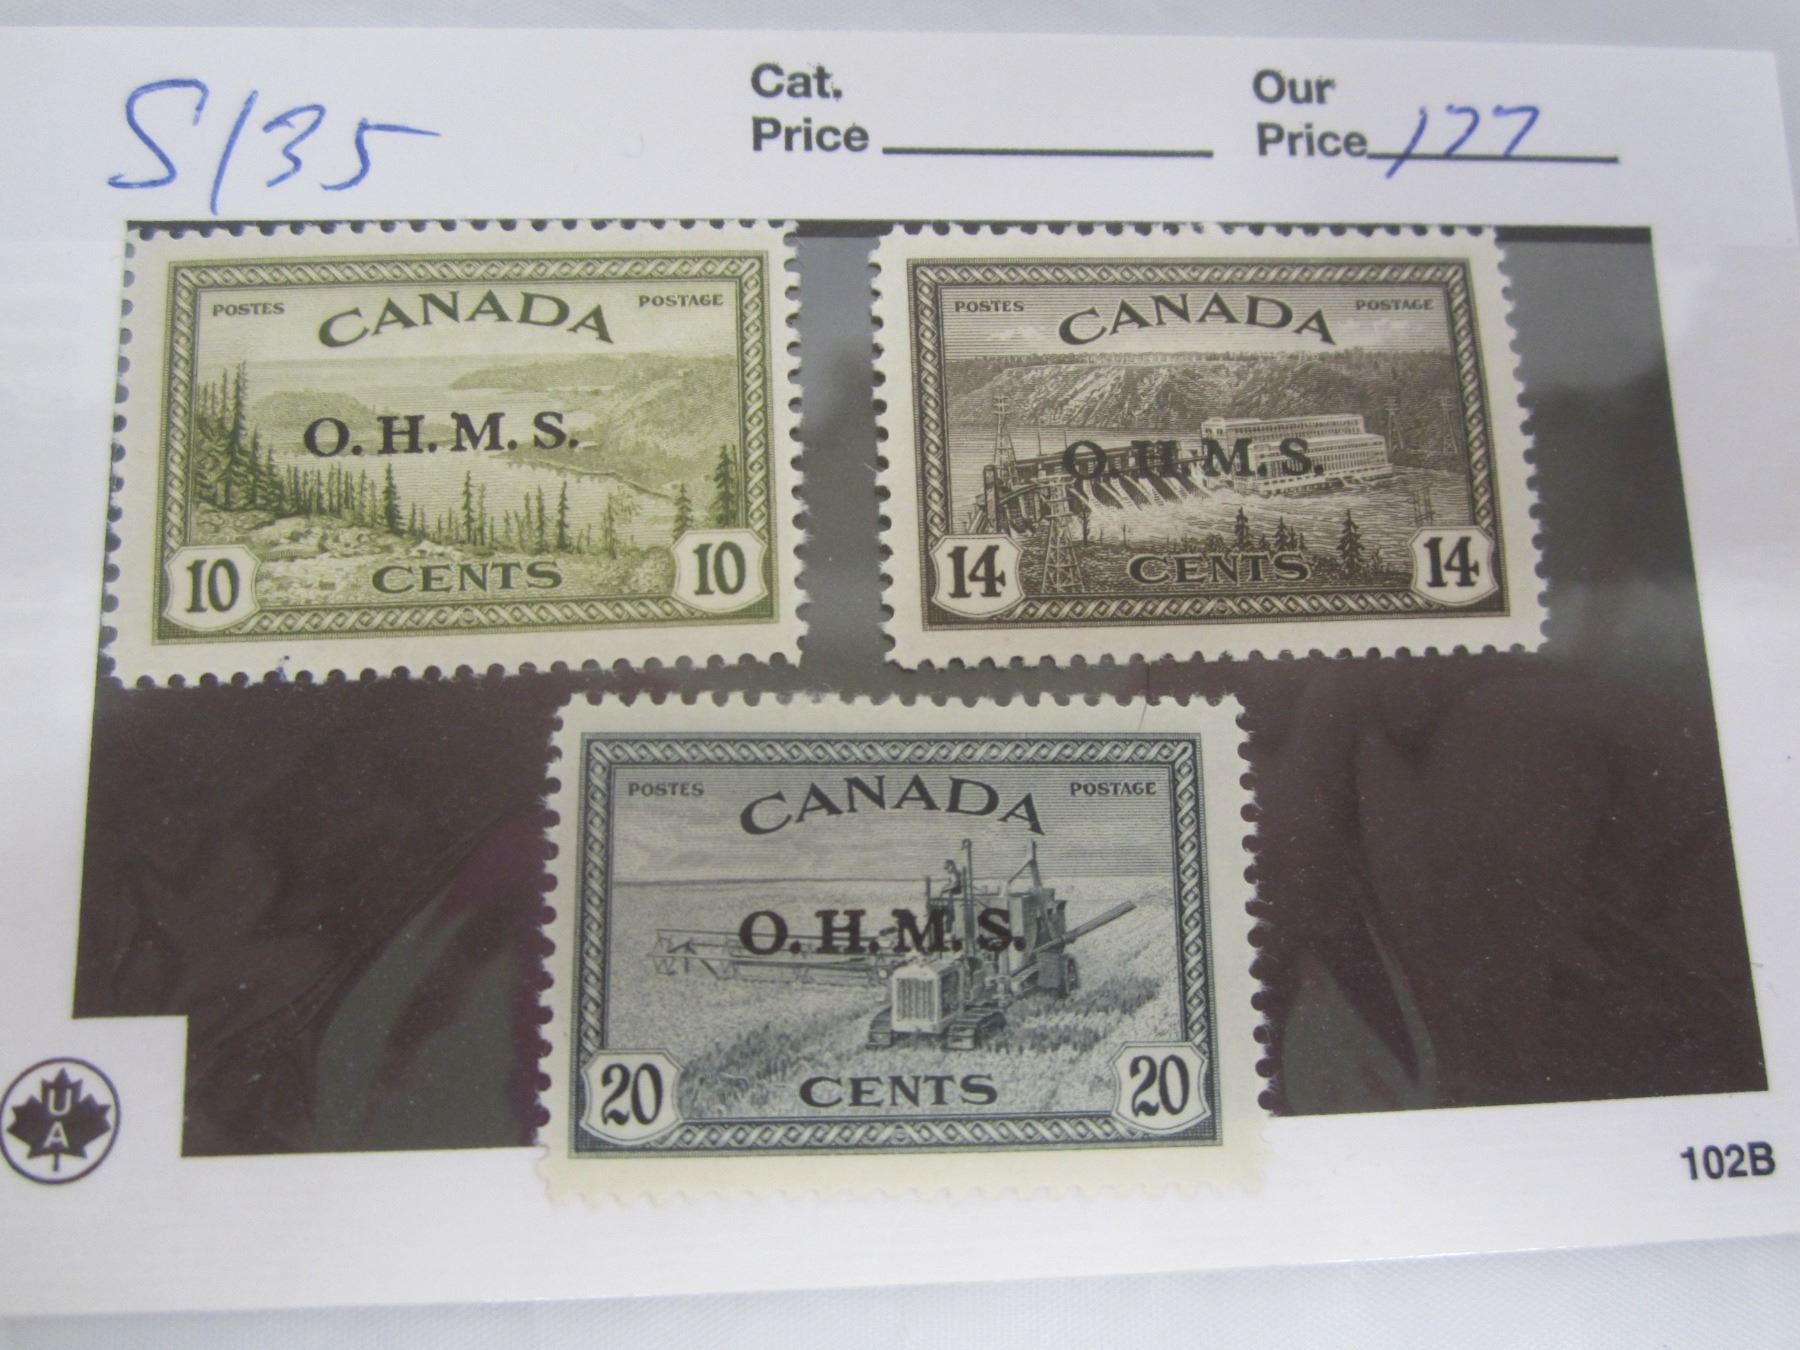 S135
Cat. Price
Our Price 177
POSTES CANADA POSTAGE
O.H.M.S.
10 CENTS 10
POSTES CANADA POSTAGE
O.H.M.S.
14 CENTS 14
POSTES CANADA POSTAGE
O.H.M.S.
20 CENTS 20
U
A
102B